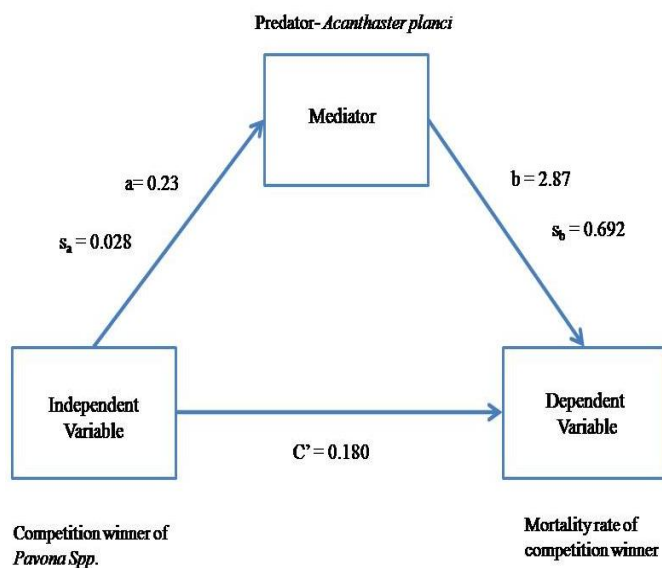 Predator- Acanthaster planci
Mediator
a= 0.23
b = 2.87
sa = 0.028
sb = 0.692
Independent
Variable
Dependent
Variable
C’ = 0.180
Competition winner of
Pavona Spp.
Mortality rate of
competition winner